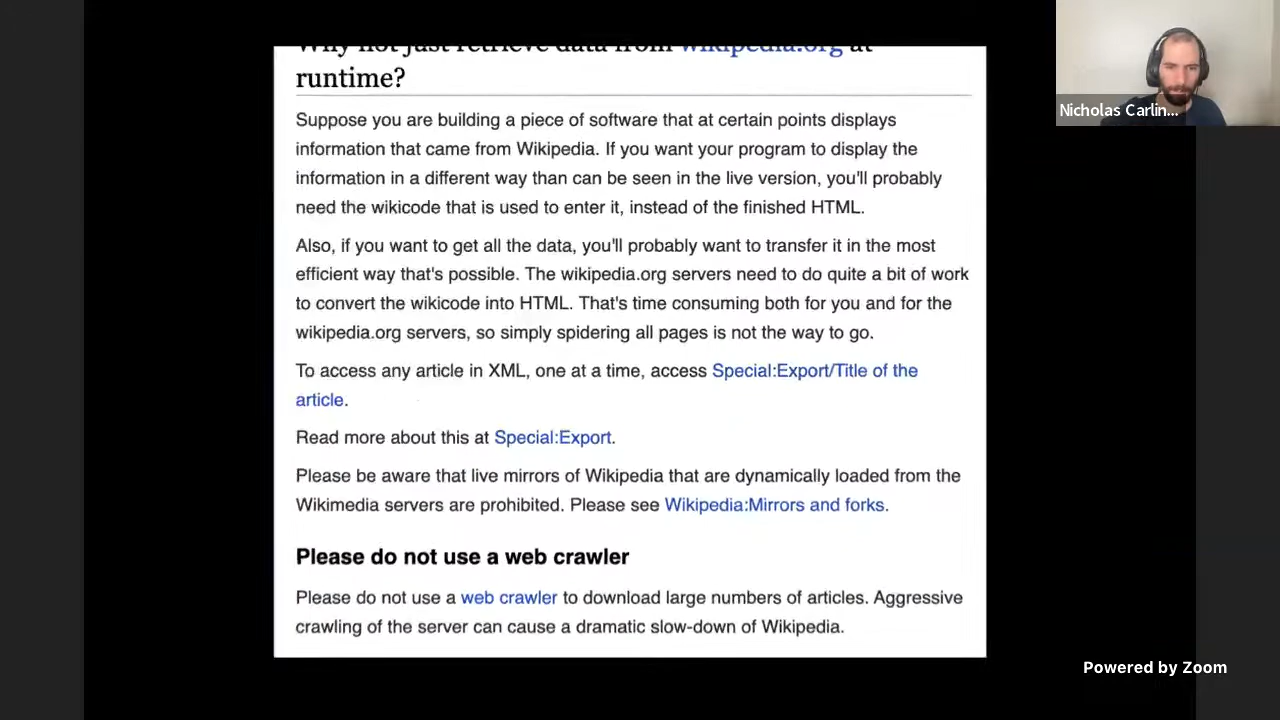 Why not just retrieve data from wikipedia.org at
runtime?
Suppose you are building a piece of software that at certain points displays
information that came from Wikipedia. If you want your program to display the
information in a different way than can be seen in the live version, you'll probably
need the wikicode that is used to enter it, instead of the finished HTML.
Also, if you want to get all the data, you'll probably want to transfer it in the most
efficient way that's possible. The wikipedia.org servers need to do quite a bit of work
to convert the wikicode into HTML. That's time consuming both for you and for the
wikipedia.org servers, so simply spidering all pages is not the way to go.
To access any article in XML, one at a time, access Special:Export/Title of the
article.
Read more about this at Special:Export.
Please be aware that live mirrors of Wikipedia that are dynamically loaded from the
Wikimedia servers are prohibited. Please see Wikipedia:Mirrors and forks.
Please do not use a web crawler
Please do not use a web crawler to download large numbers of articles. Aggressive
crawling of the server can cause a dramatic slow-down of Wikipedia.
Nicholas Carlin...
Powered by Zoom